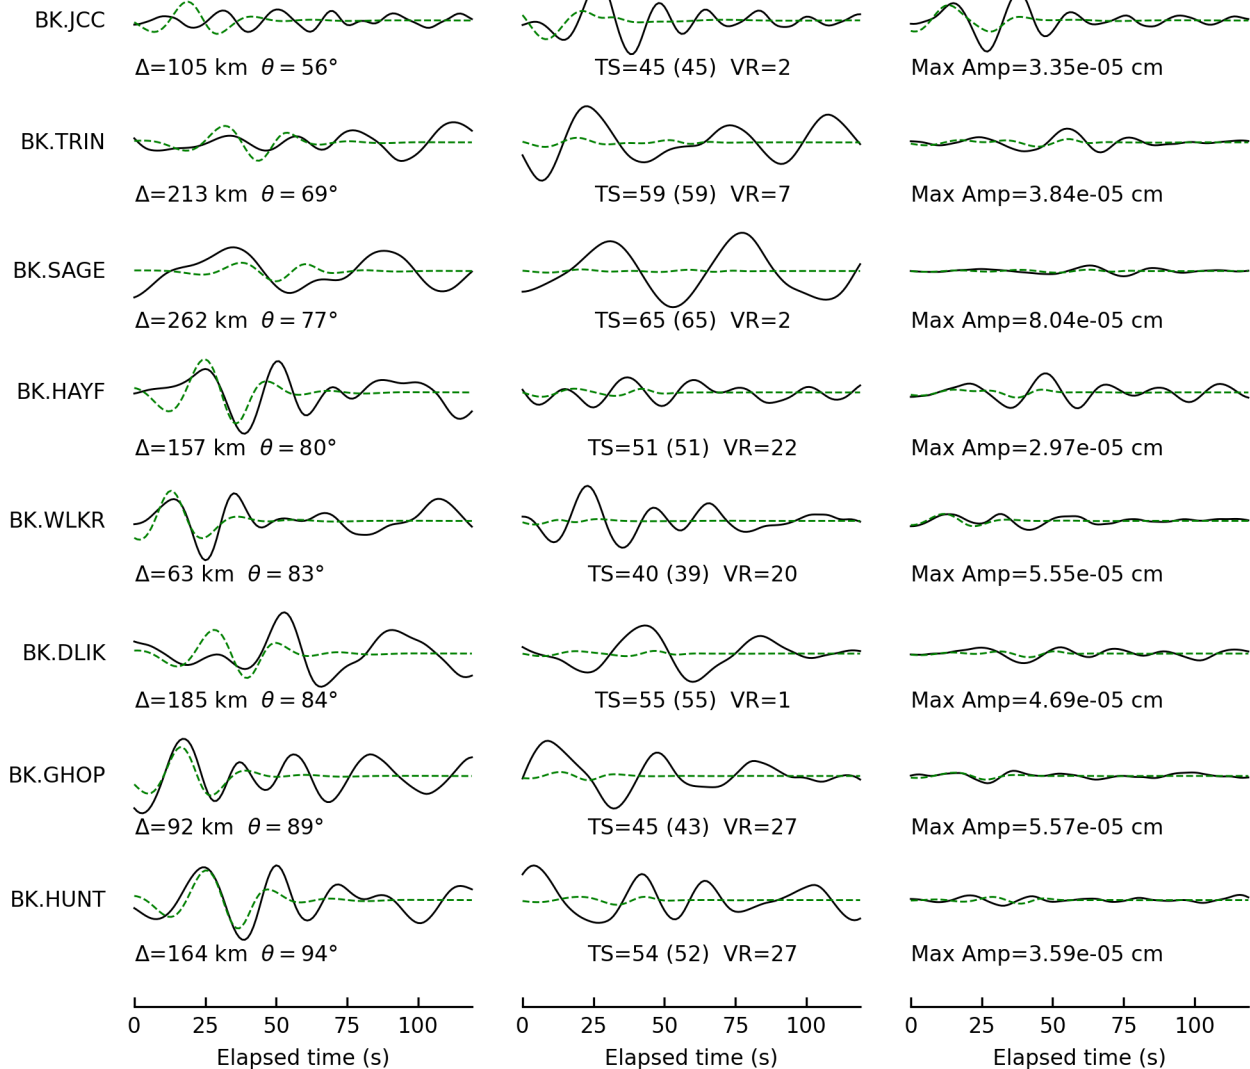 BK.JCC
Δ=105 km θ = 56° TS=45 (45) VR=2 Max Amp=3.35e-05 cm
BK.TRIN
Δ=213 km θ = 69° TS=59 (59) VR=7 Max Amp=3.84e-05 cm
BK.SAGE
Δ=262 km θ = 77° TS=65 (65) VR=2 Max Amp=8.04e-05 cm
BK.HAYF
Δ=157 km θ = 80° TS=51 (51) VR=22 Max Amp=2.97e-05 cm
BK.WLKR
Δ=63 km θ = 83° TS=40 (39) VR=20 Max Amp=5.55e-05 cm
BK.DLIK
Δ=185 km θ = 84° TS=55 (55) VR=1 Max Amp=4.69e-05 cm
BK.GHOP
Δ=92 km θ = 89° TS=45 (43) VR=27 Max Amp=5.57e-05 cm
BK.HUNT
Δ=164 km θ = 94° TS=54 (52) VR=27 Max Amp=3.59e-05 cm
0 25 50 75 100 0 25 50 75 100 0 25 50 75 100
Elapsed time (s) Elapsed time (s) Elapsed time (s)